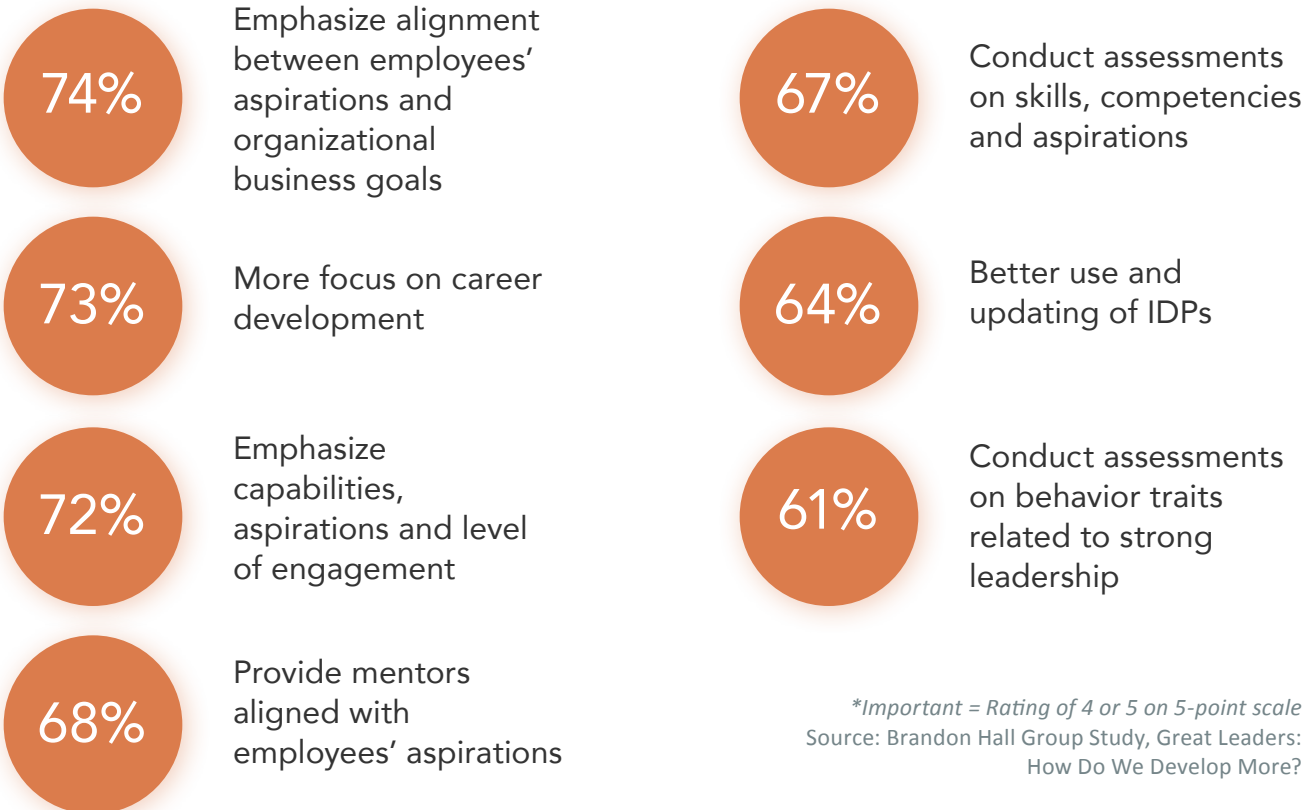 74%
Emphasize alignment
between employees’
aspirations and
organizational
business goals
73%
More focus on career
development
72%
Emphasize
capabilities,
aspirations and level
of engagement
68%
Provide mentors
aligned with
employees’ aspirations
67%
Conduct assessments
on skills, competencies
and aspirations
64%
Better use and
updating of IDPs
61%
Conduct assessments
on behavior traits
related to strong
leadership
*Important = Rating of 4 or 5 on 5-point scale
Source: Brandon Hall Group Study, Great Leaders:
How Do We Develop More?